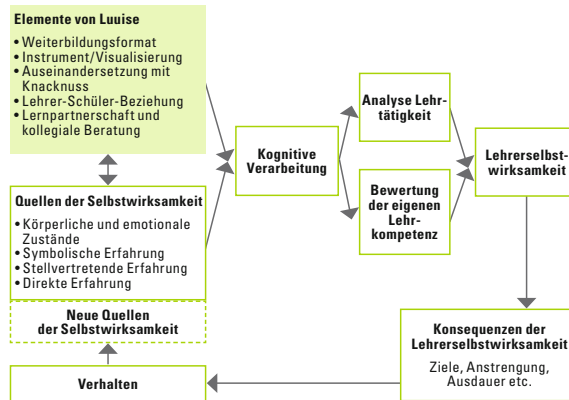 Elemente von Luuise
• Weiterbildungsformat
• Instrument/Visualisierung
• Auseinandersetzung mit
Knacknuss
• Lehrer-Schüler-Beziehung
• Lernpartnerschaft und
kollegiale Beratung
Quellen der Selbstwirksamkeit
• Körperliche und emotionale
Zustände
• Symbolische Erfahrung
• Stellvertretende Erfahrung
• Direkte Erfahrung
Neue Quellen
der Selbstwirksamkeit
Verhalten
Kognitive
Verarbeitung
Analyse Lehr-
tätigkeit
Bewertung
der eigenen
Lehr-
kompetenz
Lehrerselbst-
wirksamkeit
Konsequenzen der
Lehrerselbstwirksamkeit
Ziele, Anstrengung,
Ausdauer etc.